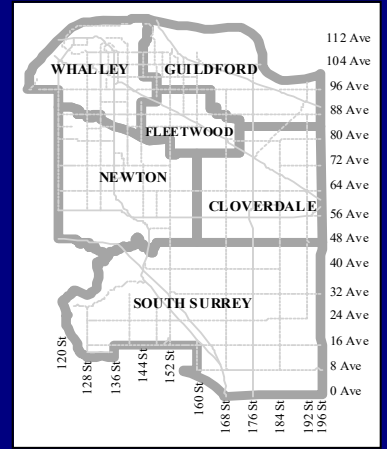 112 Ave
104 Ave
WHALLEY GUILDFORD
96 Ave
88 Ave
FLEETWOOD
80 Ave
72 Ave
NEWTON
64 Ave
CLOVERDALE
56 Ave
48 Ave
40 Ave
SOUTH SURREY
32 Ave
24 Ave
16 Ave
8 Ave
0 Ave
120 St
128 St
136 St
144 St
152 St
160 St
168 St
176 St
184 St
192 St
196 St